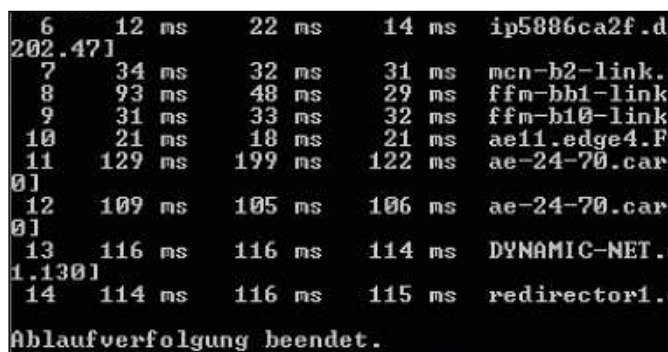 6 12 ms 22 ms 14 ms ip5886ca2f.d
202.47]
7 34 ms 32 ms 31 ms mcn-b2-link.
8 93 ms 48 ms 29 ms ffm-bb1-link
9 31 ms 33 ms 32 ms ffm-b10-link
10 21 ms 18 ms 21 ms ae11.edge4.F
11 129 ms 199 ms 122 ms ae-24-70.car
0]
12 109 ms 105 ms 106 ms ae-24-70.car
0]
13 116 ms 116 ms 114 ms DYNAMIC-NET.
1.130]
14 114 ms 116 ms 115 ms redirector1.
Ablaufverfolgung beendet.